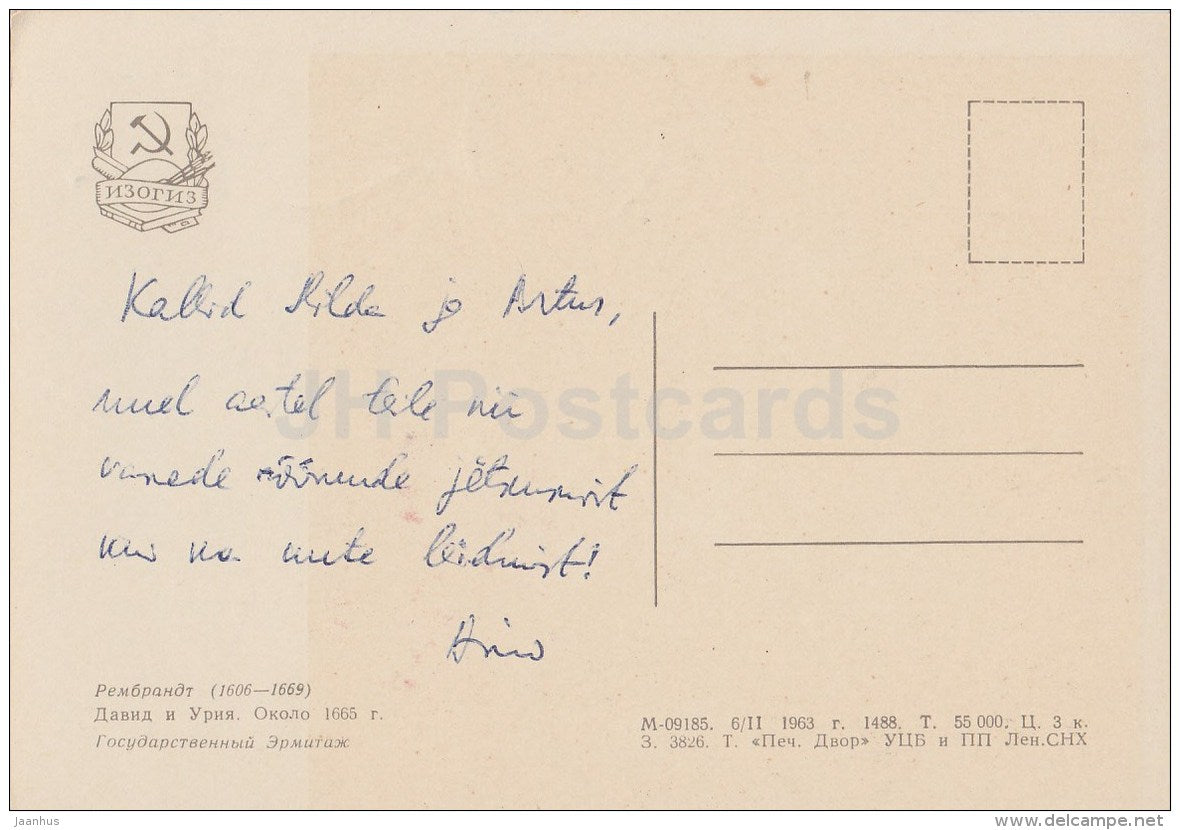 ИЗОГИЗ
Kallid Hilda ja Artur,
uuel aastal teile nii
vanade rõõmude jätkumist
kui ka uute leidmist!
Рембрандт (1606—1669)
Давид и Урия. Около 1665 г.
Государственный Эрмитаж
М-09185. 6/II 1963 г. 1488. Т. 55 000. Ц. 3 к.
З. 3826. Т. «Печ. Двор» УЦБ и ПП Лен.СНХ
JH Postcards
Jaanhus
www.delcampe.net